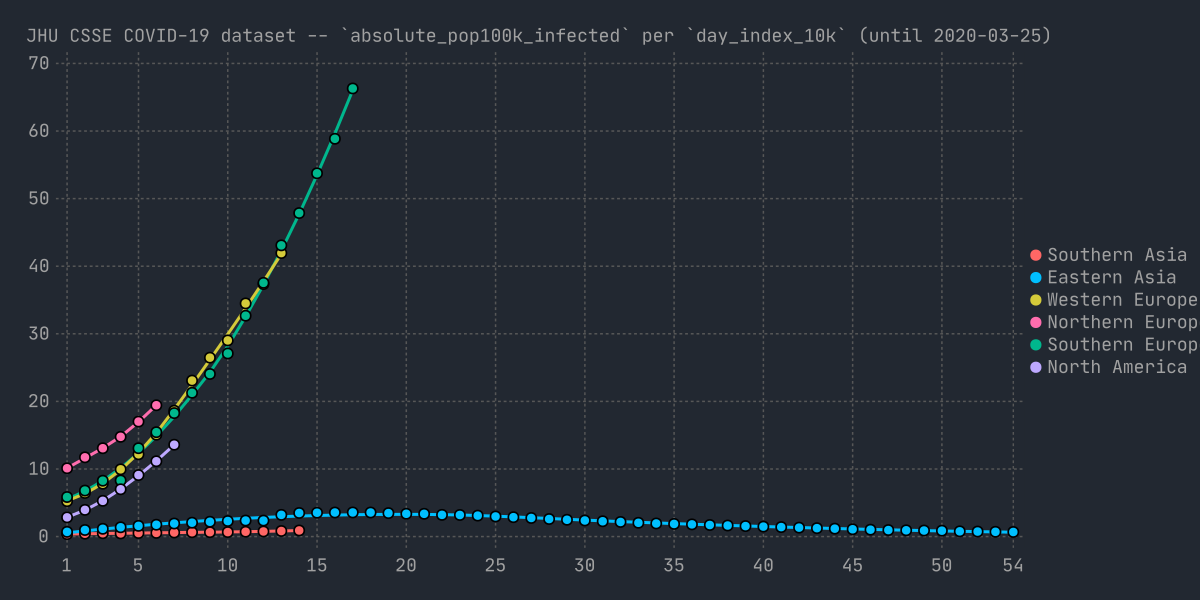 JHU CSSE COVID-19 dataset -- `absolute_pop100k_infected` per `day_index_10k` (until 2020-03-25)
70
60
50
40
30
20
10
0
1 5 10 15 20 25 30 35 40 45 50 54
Southern Asia
Eastern Asia
Western Europe
Northern Europ
Southern Europ
North America